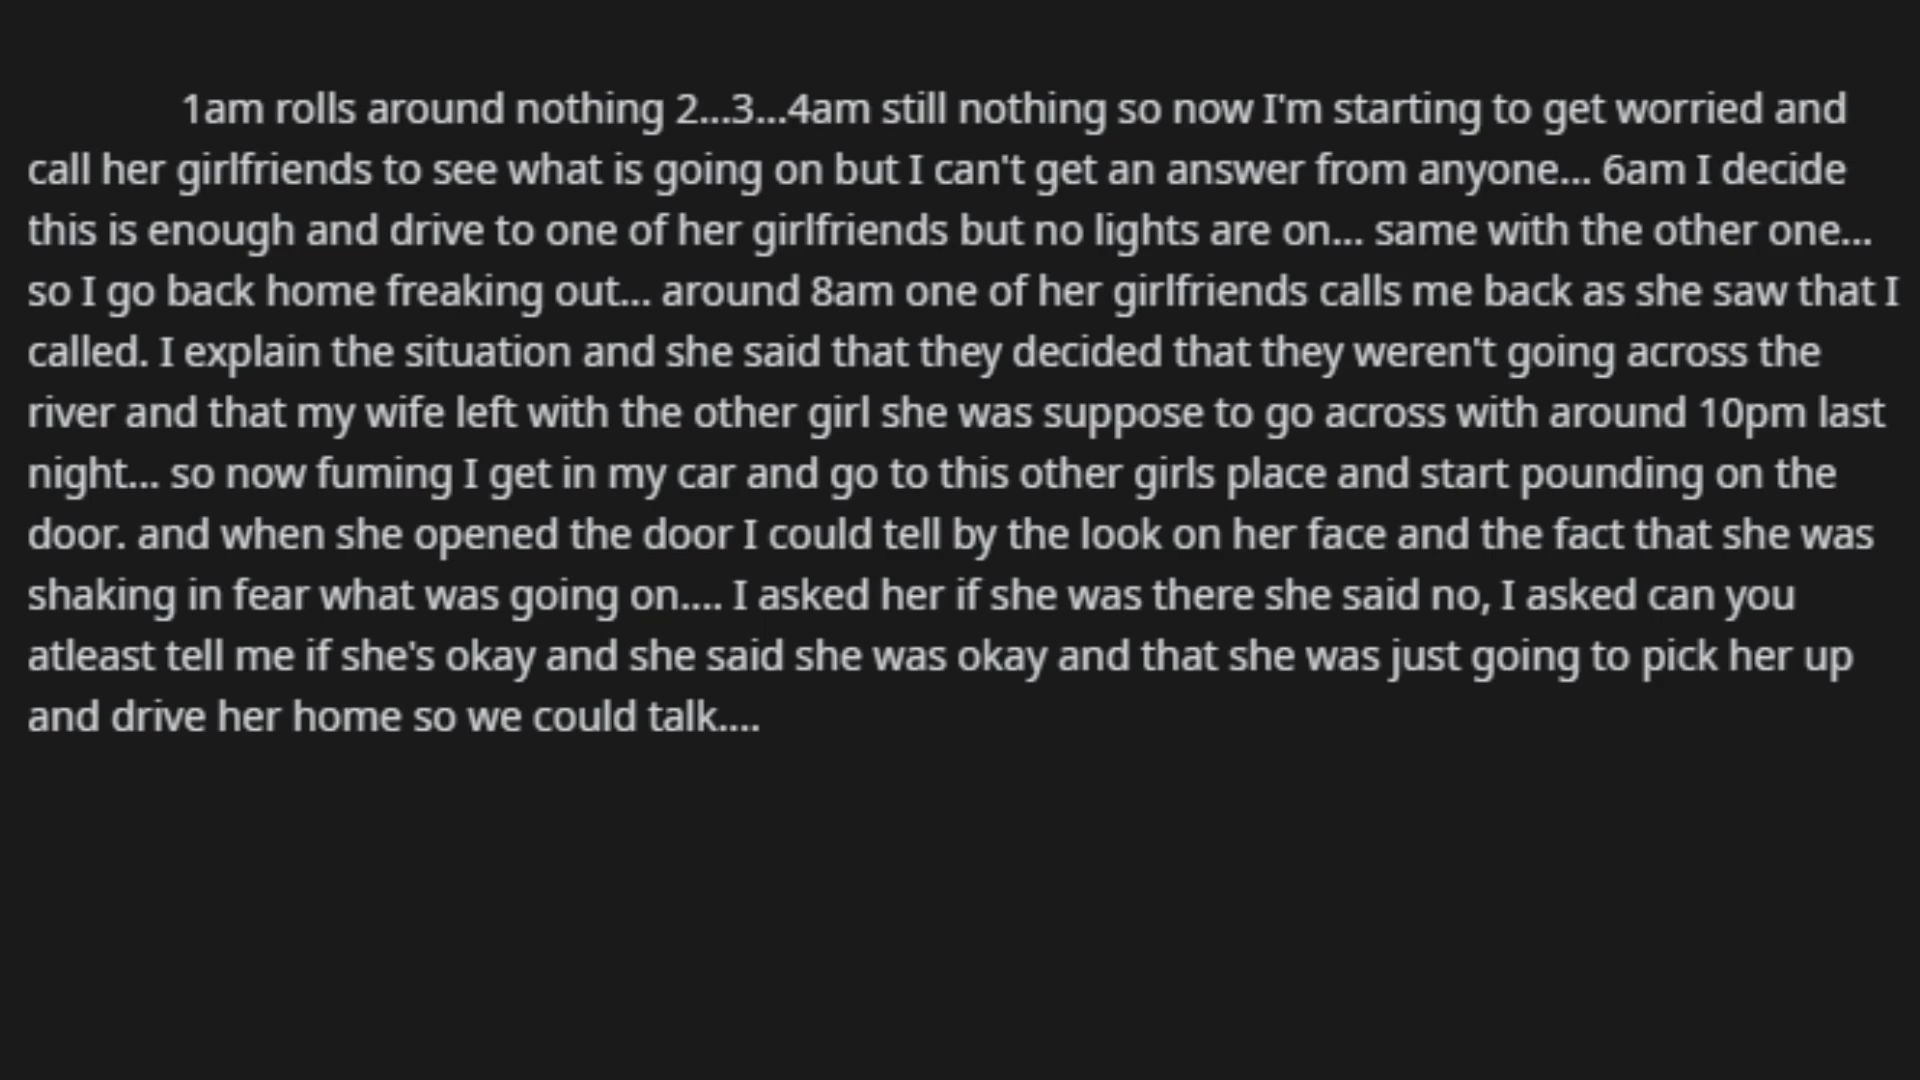 1am rolls around nothing 2...3...4am still nothing so now I'm starting to get worried and
call her girlfriends to see what is going on but I can't get an answer from anyone... 6am I decide
this is enough and drive to one of her girlfriends but no lights are on... same with the other one...
so I go back home freaking out... around 8am one of her girlfriends calls me back as she saw that I
called. I explain the situation and she said that they decided that they weren't going across the
river and that my wife left with the other girl she was suppose to go across with around 10pm last
night... so now fuming I get in my car and go to this other girls place and start pounding on the
door. and when she opened the door I could tell by the look on her face and the fact that she was
shaking in fear what was going on.... I asked her if she was there she said no, I asked can you
atleast tell me if she's okay and she said she was okay and that she was just going to pick her up
and drive her home so we could talk....